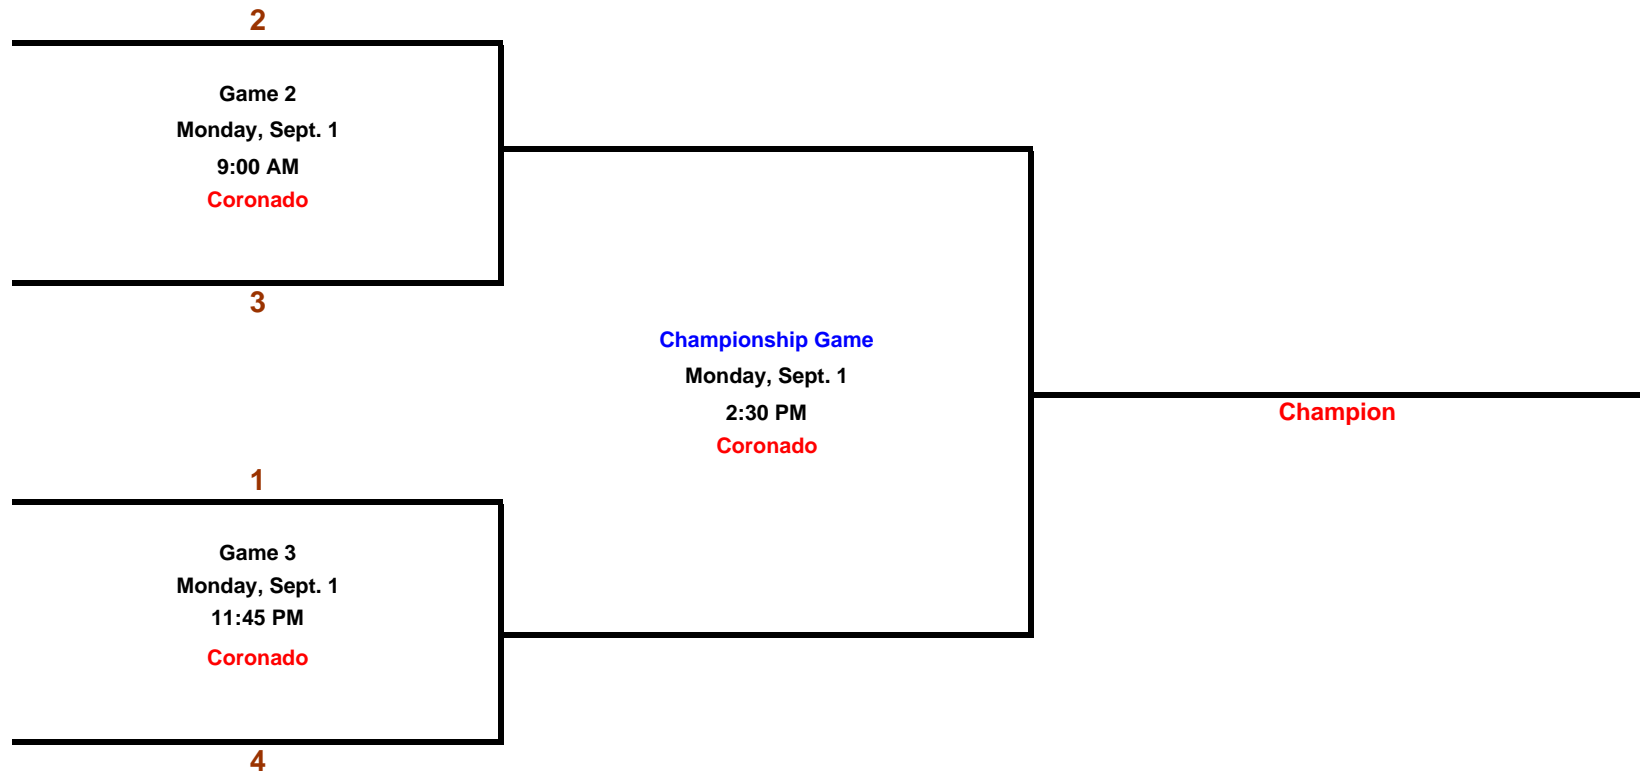 2
Game 2
Monday, Sept. 1
9:00 AM
Coronado
3
Championship Game
Monday, Sept. 1
2:30 PM
Coronado
Champion
1
Game 3
Monday, Sept. 1
11:45 PM
Coronado
4